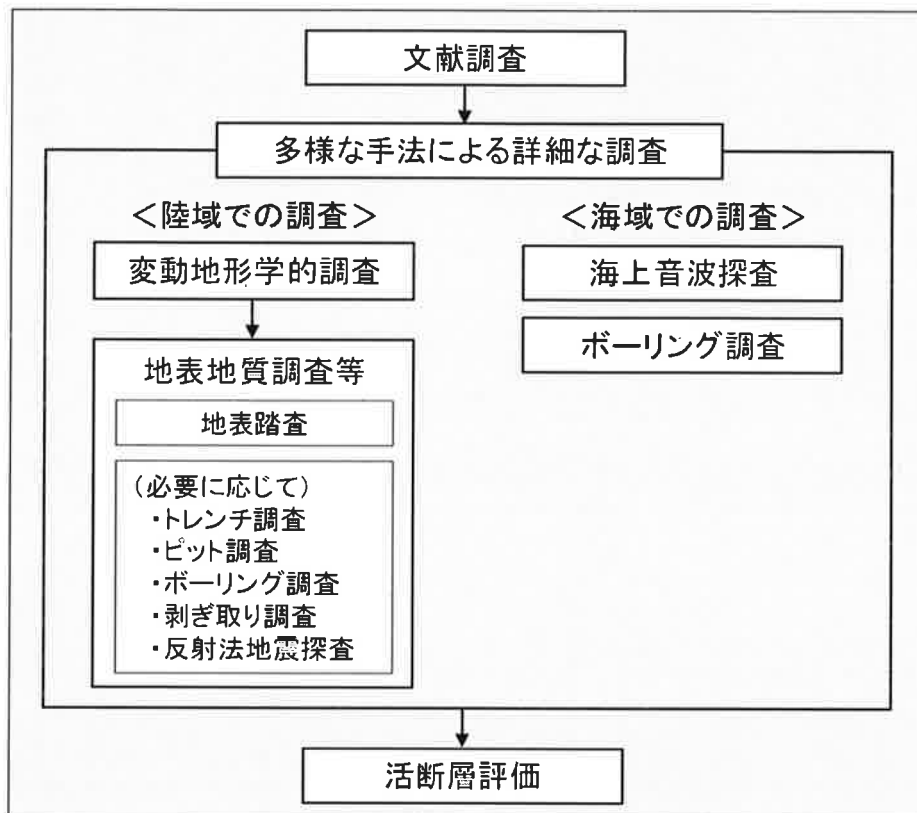 文献調査
多様な手法による詳細な調査
＜陸域での調査＞
変動地形学的調査
地表地質調査等
地表踏査
（必要に応じて）
・トレンチ調査
・ピット調査
・ボーリング調査
・剥ぎ取り調査
・反射法地震探査
＜海域での調査＞
海上音波探査
ボーリング調査
活断層評価